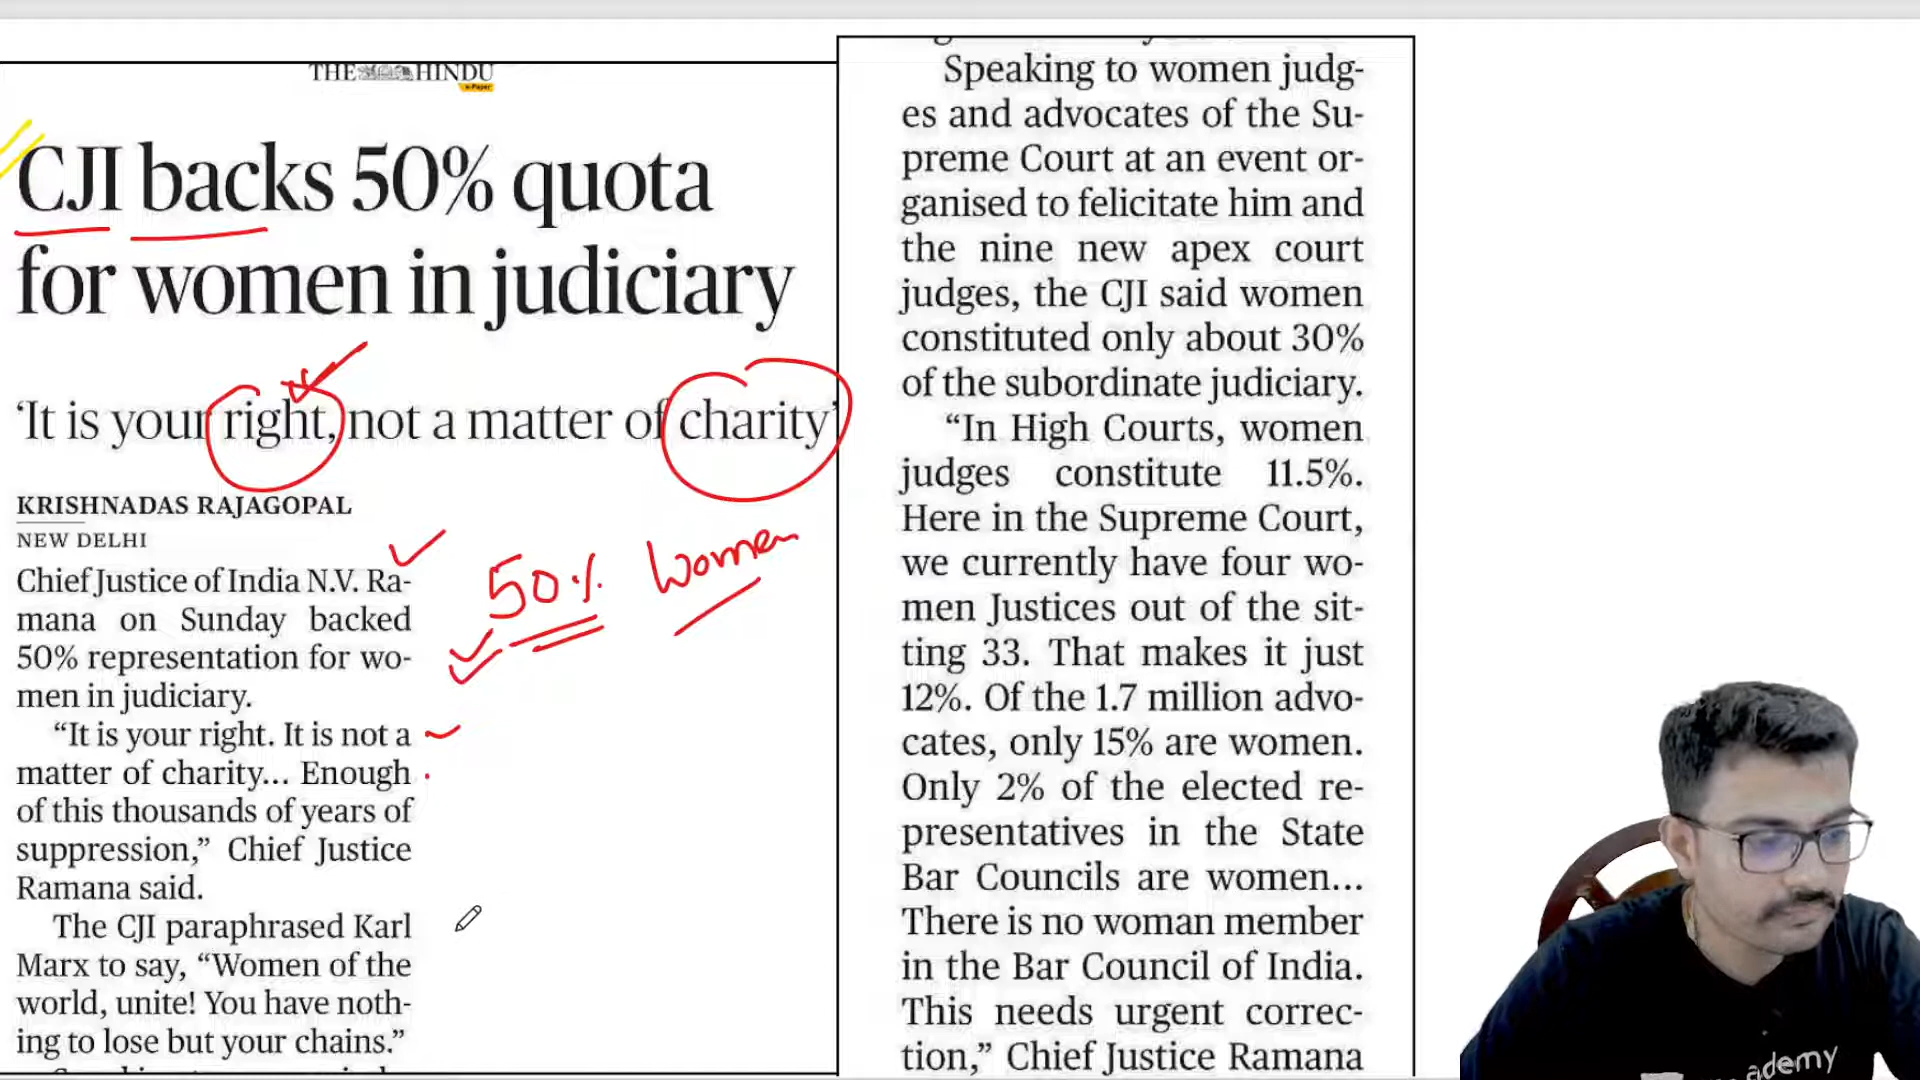 THE HINDU
e-Paper
CJI backs 50% quota
for women in judiciary
‘It is your right, not a matter of charity’
KRISHNADAS RAJAGOPAL
NEW DELHI
Chief Justice of India N.V. Ra-
mana on Sunday backed
50% representation for wo-
men in judiciary.
“It is your right. It is not a
matter of charity... Enough
of this thousands of years of
suppression,” Chief Justice
Ramana said.
The CJI paraphrased Karl
Marx to say, “Women of the
world, unite! You have noth-
ing to lose but your chains.”
50% Women
Speaking to women judg-
es and advocates of the Su-
preme Court at an event or-
ganised to felicitate him and
the nine new apex court
judges, the CJI said women
constituted only about 30%
of the subordinate judiciary.
“In High Courts, women
judges constitute 11.5%.
Here in the Supreme Court,
we currently have four wo-
men Justices out of the sit-
ting 33. That makes it just
12%. Of the 1.7 million advo-
cates, only 15% are women.
Only 2% of the elected re-
presentatives in the State
Bar Councils are women...
There is no woman member
in the Bar Council of India.
This needs urgent correc-
tion,” Chief Justice Ramana
ademy